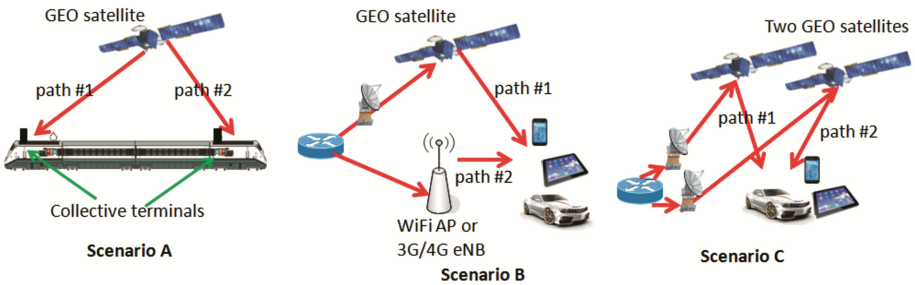 GEO satellite
path #1
path #2
Collective terminals
Scenario A
GEO satellite
path #1
path #2
WiFi AP or
3G/4G eNB
Scenario B
Two GEO satellites
path #1
path #2
Scenario C